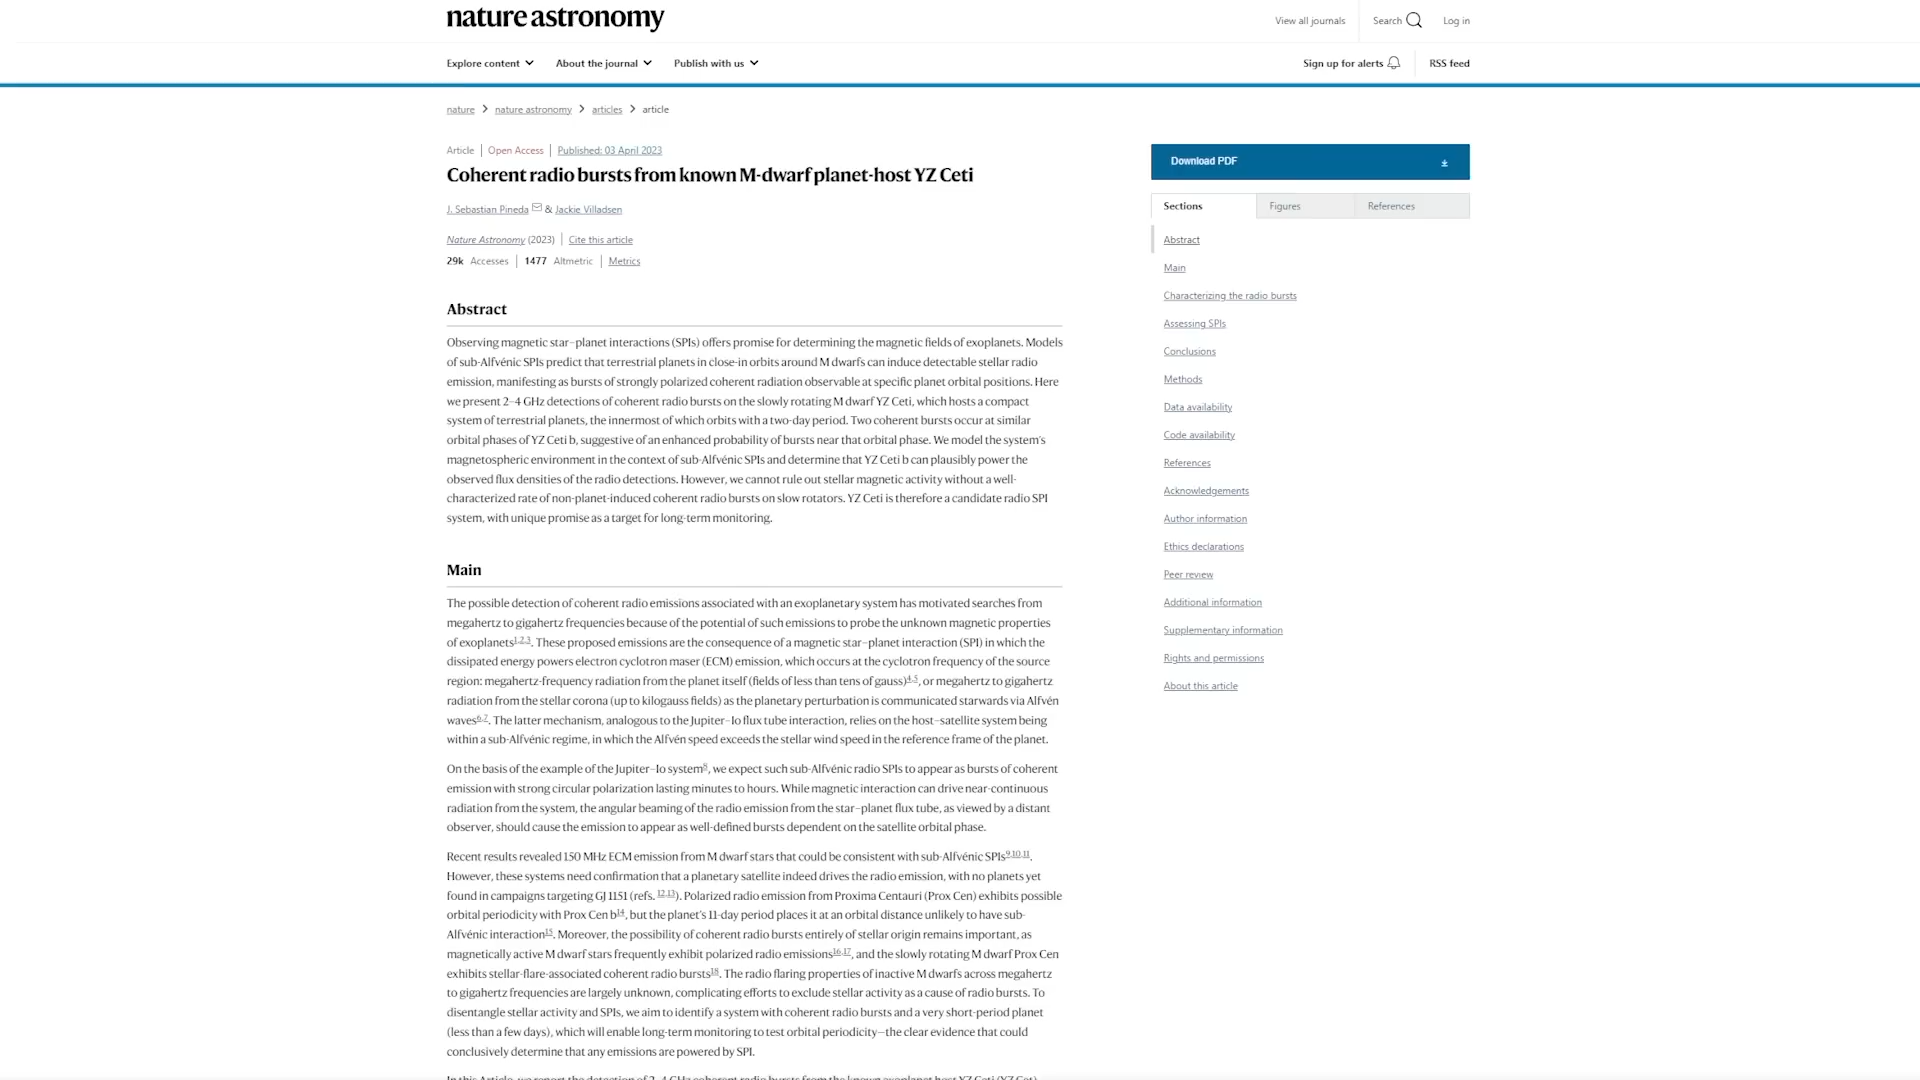 nature astronomy
View all journals
Search
Log in
Explore content
About the journal
Publish with us
Sign up for alerts
RSS feed
nature > nature astronomy > articles > article
Article | Open Access | Published: 03 April 2023
Coherent radio bursts from known M-dwarf planet-host YZ Ceti
J. Sebastian Pineda & Jackie Villadsen
Nature Astronomy (2023) | Cite this article
29k Accesses | 1477 Altmetric | Metrics
Abstract
Observing magnetic star–planet interactions (SPIs) offers promise for determining the magnetic fields of exoplanets. Models
of sub-Alfvénic SPIs predict that terrestrial planets in close-in orbits around M dwarfs can induce detectable stellar radio
emission, manifesting as bursts of strongly polarized coherent radiation observable at specific planet orbital positions. Here
we present 2–4 GHz detections of coherent radio bursts on the slowly rotating M dwarf YZ Ceti, which hosts a compact
system of terrestrial planets, the innermost of which orbits with a two-day period. Two coherent bursts occur at similar
orbital phases of YZ Ceti b, suggestive of an enhanced probability of bursts near that orbital phase. We model the system's
magnetospheric environment in the context of sub-Alfvénic SPIs and determine that YZ Ceti b can plausibly power the
observed flux densities of the radio detections. However, we cannot rule out stellar magnetic activity without a well-
characterized rate of non-planet-induced coherent radio bursts on slow rotators. YZ Ceti is therefore a candidate radio SPI
system, with unique promise as a target for long-term monitoring.
Main
The possible detection of coherent radio emissions associated with an exoplanetary system has motivated searches from
megahertz to gigahertz frequencies because of the potential of such emissions to probe the unknown magnetic properties
of exoplanets1,2,3. These proposed emissions are the consequence of a magnetic star–planet interaction (SPI) in which the
dissipated energy powers electron cyclotron maser (ECM) emission, which occurs at the cyclotron frequency of the source
region: megahertz-frequency radiation from the planet itself (fields of less than tens of gauss)4,5, or megahertz to gigahertz
radiation from the stellar corona (up to kilogauss fields) as the planetary perturbation is communicated starwards via Alfvén
waves6,7. The latter mechanism, analogous to the Jupiter–Io flux tube interaction, relies on the host–satellite system being
within a sub-Alfvénic regime, in which the Alfvén speed exceeds the stellar wind speed in the reference frame of the planet.
On the basis of the example of the Jupiter–Io system8, we expect such sub-Alfvénic radio SPIs to appear as bursts of coherent
emission with strong circular polarization lasting minutes to hours. While magnetic interaction can drive near-continuous
radiation from the system, the angular beaming of the radio emission from the star–planet flux tube, as viewed by a distant
observer, should cause the emission to appear as well-defined bursts dependent on the satellite orbital phase.
Recent results revealed 150 MHz ECM emission from M dwarf stars that could be consistent with sub-Alfvénic SPIs9,10,11.
However, these systems need confirmation that a planetary satellite indeed drives the radio emission, with no planets yet
found in campaigns targeting GJ 1151 (refs. 12,13). Polarized radio emission from Proxima Centauri (Prox Cen) exhibits possible
orbital periodicity with Prox Cen b14, but the planet's 11-day period places it at an orbital distance unlikely to have sub-
Alfvénic interaction15. Moreover, the possibility of coherent radio bursts entirely of stellar origin remains important, as
magnetically active M dwarf stars frequently exhibit polarized radio emissions16,17, and the slowly rotating M dwarf Prox Cen
exhibits stellar-flare-associated coherent radio bursts18. The radio flaring properties of inactive M dwarfs across megahertz
to gigahertz frequencies are largely unknown, complicating efforts to exclude stellar activity as a cause of radio bursts. To
disentangle stellar activity and SPIs, we aim to identify a system with coherent radio bursts and a very short-period planet
(less than a few days), which will enable long-term monitoring to test orbital periodicity—the clear evidence that could
conclusively determine that any emissions are powered by SPI.
In this Article, we report the detection of 2–4 GHz coherent radio bursts from the known exoplanet host YZ Ceti (YZ Cet)
Download PDF
Sections
Figures
References
Abstract
Main
Characterizing the radio bursts
Assessing SPIs
Conclusions
Methods
Data availability
Code availability
References
Acknowledgements
Author information
Ethics declarations
Peer review
Additional information
Supplementary information
Rights and permissions
About this article